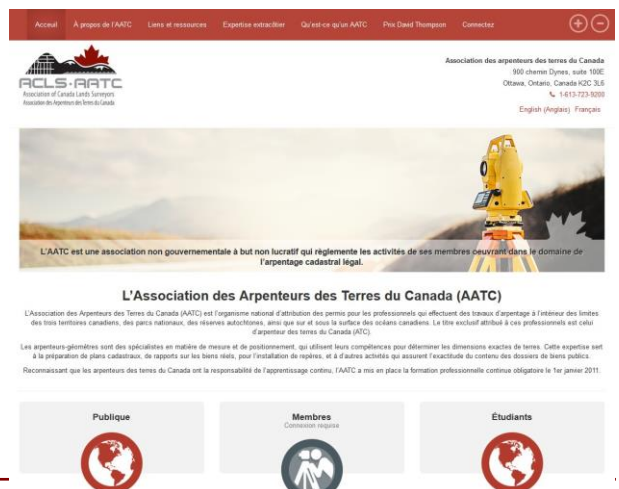 Acceuil À propos de l'AATC Liens et ressources Expertise extracôtier Qu'est-ce qu'un AATC Prix David Thompson Connectez
ACLS·AATC
Association of Canada Lands Surveyors
Association des Arpenteurs des Terres du Canada
Association des arpenteurs des terres du Canada
900 chemin Dynes, suite 100E
Ottawa, Ontario, Canada K2C 3L6
1-613-723-9200
English (Anglais) Français
L'AATC est une association non gouvernementale à but non lucratif qui règlemente les activités de ses membres oeuvrant dans le domaine de
l'arpentage cadastral légal.
L'Association des Arpenteurs des Terres du Canada (AATC)
L'Association des Arpenteurs des Terres du Canada (AATC) est l'organisme national d'attribution des permis pour les professionnels qui effectuent des travaux d'arpentage à l'intérieur des limites
des trois territoires canadiens, des parcs nationaux, des réserves autochtones, ainsi que sur et sous la surface des océans canadiens. Le titre exclusif attribué à ces professionnels est celui
d'arpenteur des terres du Canada (ATC).
Les arpenteurs-géomètres sont des spécialistes en matière de mesure et de positionnement, qui utilisent leurs compétences pour déterminer les dimensions exactes de terres. Cette expertise sert
à la préparation de plans cadastraux, de rapports sur les biens réels, pour l'installation de repères, et à d'autres activités qui assurent l'exactitude du contenu des dossiers de biens publics.
Reconnaissant que les arpenteurs des terres du Canada ont la responsabilité de l'apprentissage continu, l'AATC a mis en place la formation professionnelle continue obligatoire le 1er janvier 2011.
Publique Membres Étudiants
Connexion requise